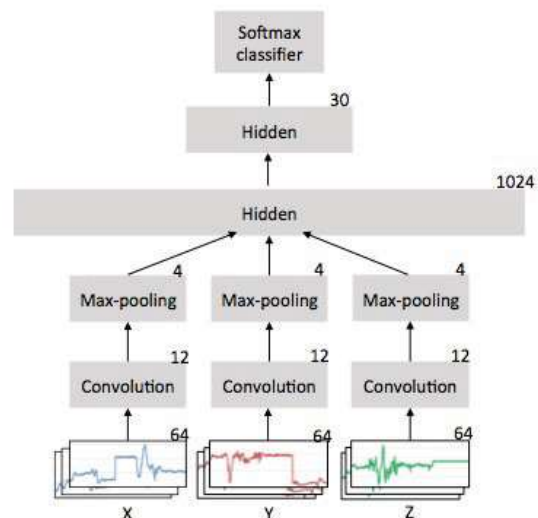 Softmax
classifier
30
Hidden
1024
Hidden
4 4 4
Max-pooling Max-pooling Max-pooling
12 12 12
Convolution Convolution Convolution
64 64 64
X Y Z